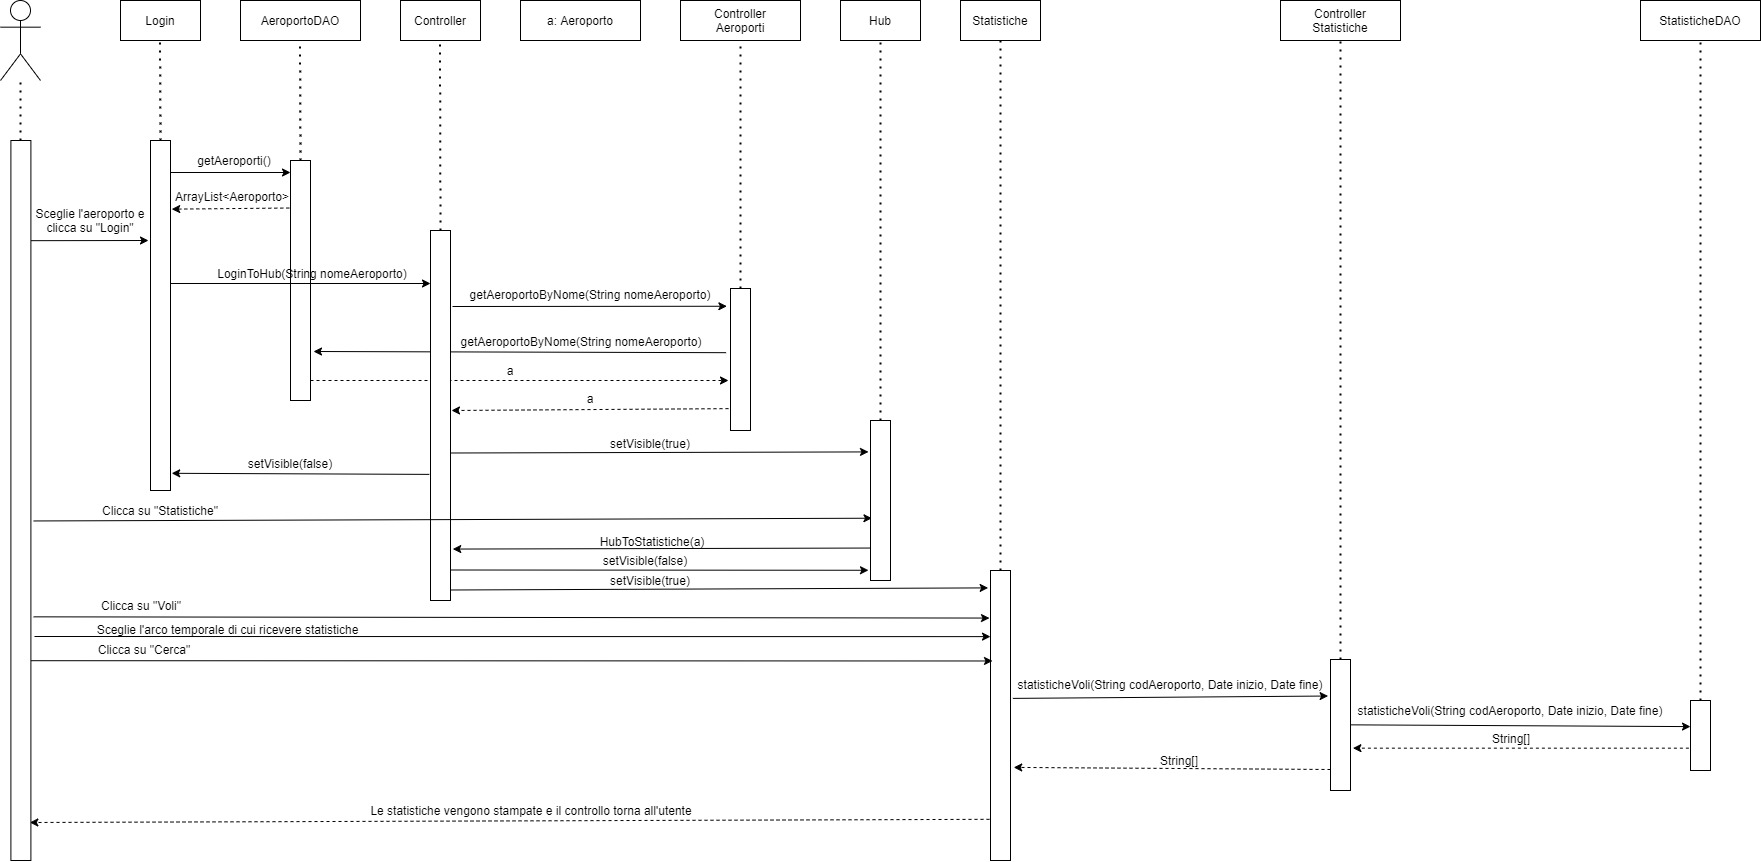 Login
AeroportoDAO
Controller
a: Aeroporto
Controller
Aeroporti
Hub
Statistiche
Controller
Statistiche
StatisticheDAO
getAeroporti()
ArrayList<Aeroporto>
Sceglie l'aeroporto e
clicca su "Login"
LoginToHub(String nomeAeroporto)
getAeroportoByNome(String nomeAeroporto)
getAeroportoByNome(String nomeAeroporto)
a
a
setVisible(true)
setVisible(false)
Clicca su "Statistiche"
HubToStatistiche(a)
setVisible(false)
setVisible(true)
Clicca su "Voli"
Sceglie l'arco temporale di cui ricevere statistiche
Clicca su "Cerca"
statisticheVoli(String codAeroporto, Date inizio, Date fine)
statisticheVoli(String codAeroporto, Date inizio, Date fine)
String[]
String[]
Le statistiche vengono stampate e il controllo torna all'utente